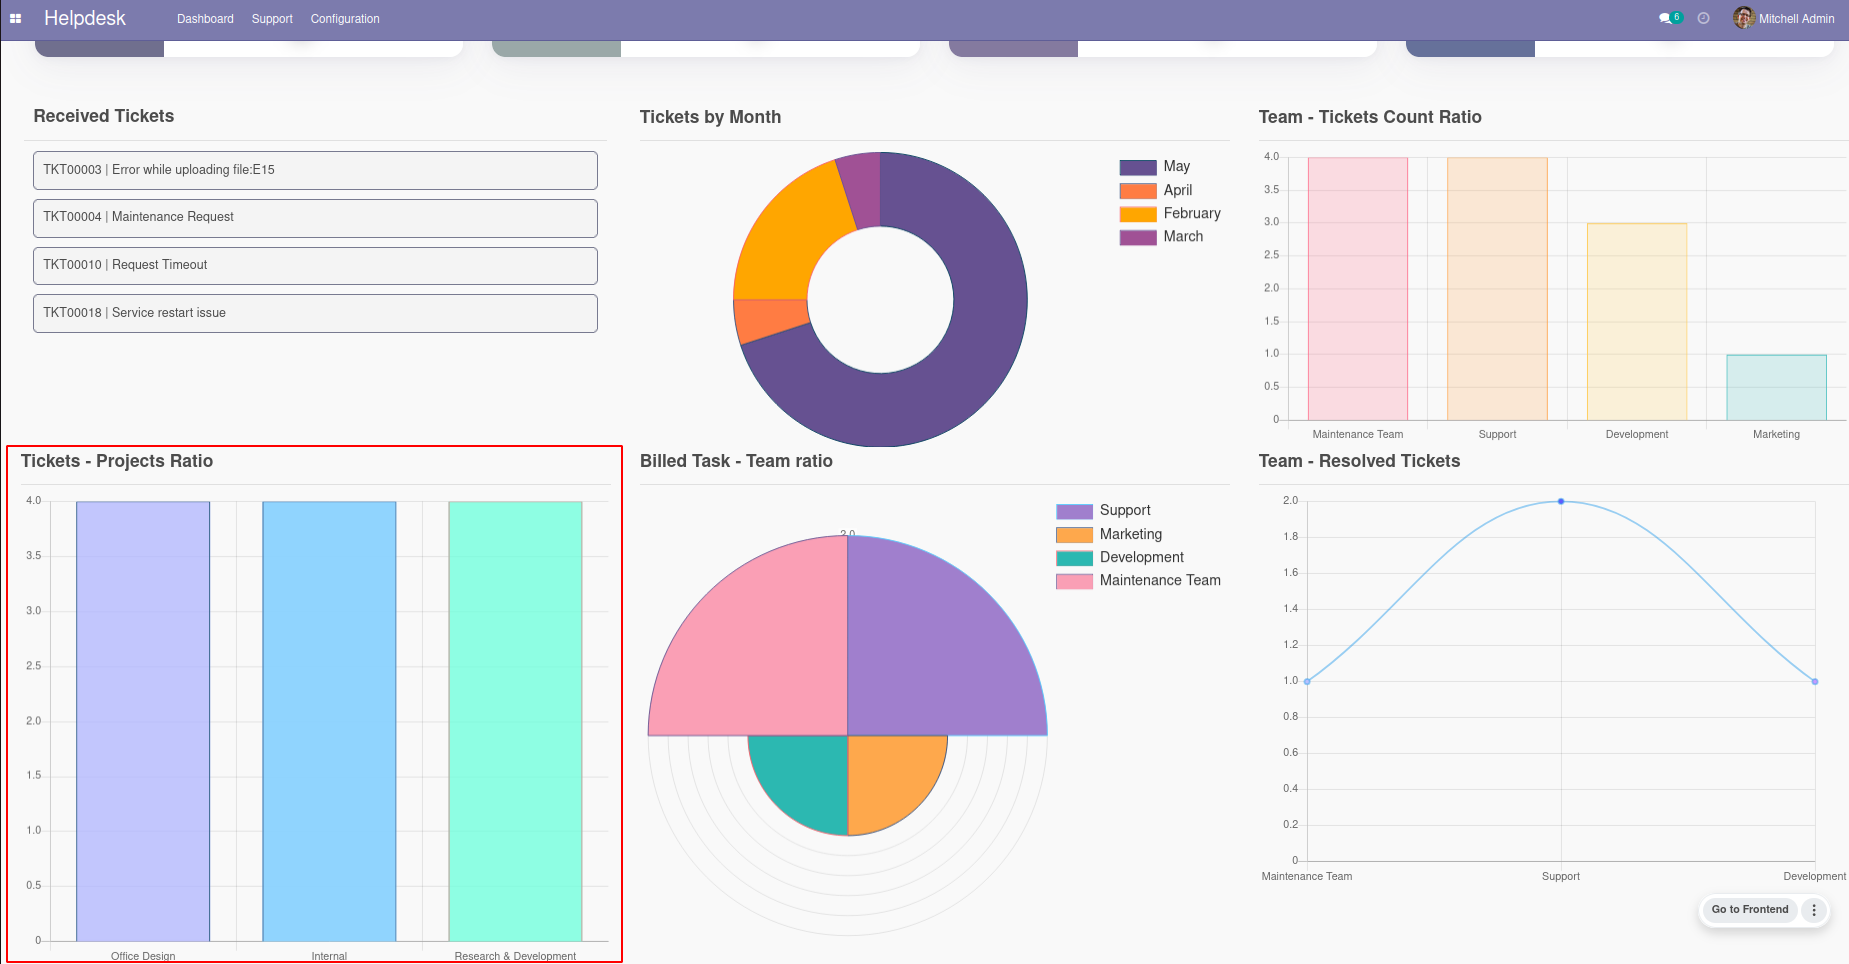 Helpdesk
Dashboard Support Configuration
6
Mitchell Admin
Received Tickets
TKT00003 | Error while uploading file:E15
TKT00004 | Maintenance Request
TKT00010 | Request Timeout
TKT00018 | Service restart issue
Tickets by Month
May
April
February
March
Team - Tickets Count Ratio
4.0
3.5
3.0
2.5
2.0
1.5
1.0
0.5
0
Maintenance Team Support Development Marketing
Tickets - Projects Ratio
4.0
3.5
3.0
2.5
2.0
1.5
1.0
0.5
0
Office Design Internal Research & Development
Billed Task - Team ratio
Support
Marketing
Development
Maintenance Team
Team - Resolved Tickets
2.0
1.8
1.6
1.4
1.2
1.0
0.8
0.6
0.4
0.2
0
Maintenance Team Support Development
Go to Frontend